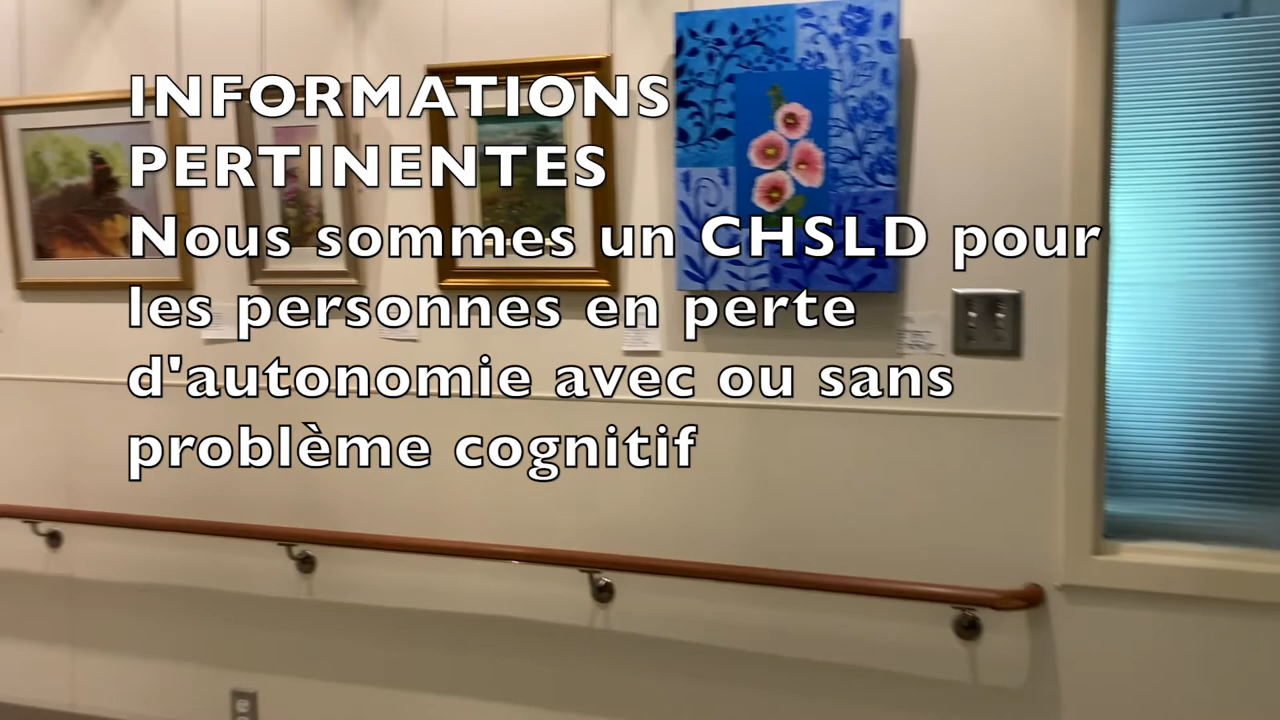 INFORMATIONS
PERTINENTES
Nous sommes un CHSLD pour
les personnes en perte
d'autonomie avec ou sans
problème cognitif